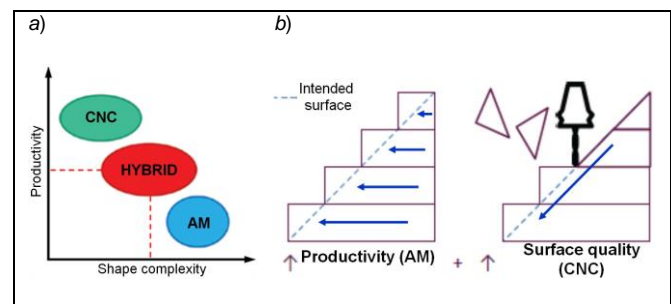 a)
b)
Productivity
CNC
HYBRID
AM
Shape complexity
Intended
surface
Productivity (AM)
+
Surface quality
(CNC)